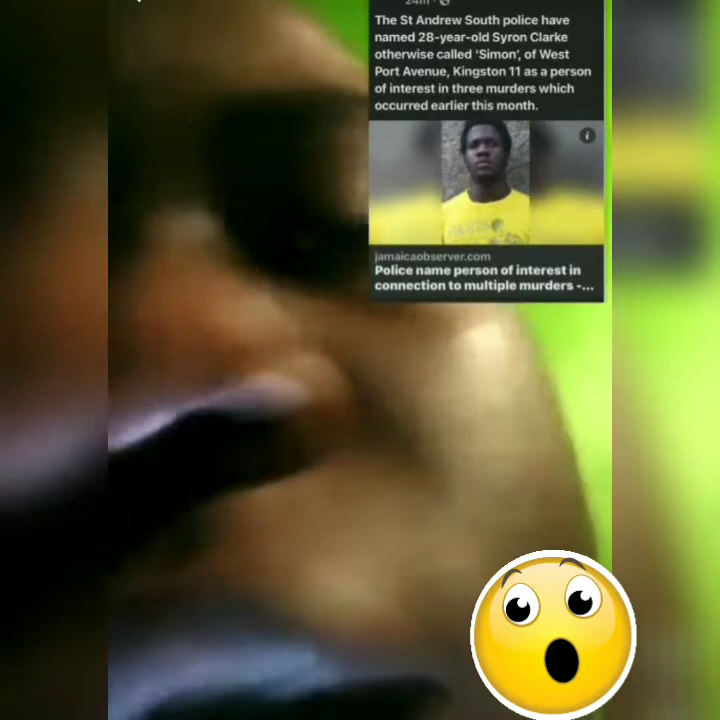 24m
The St Andrew South police have
named 28-year-old Syron Clarke
otherwise called ‘Simon’, of West
Port Avenue, Kingston 11 as a person
of interest in three murders which
occurred earlier this month.
jamaicaobserver.com
Police name person of interest in
connection to multiple murders -...